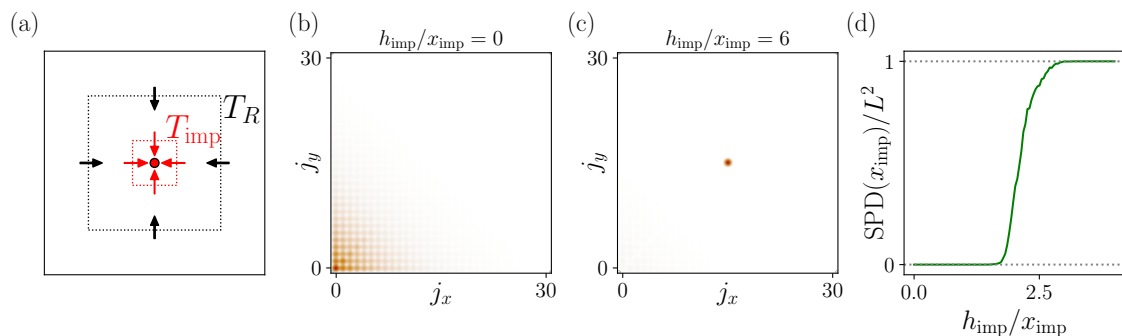 (a)
T_R
T_imp
(b)
h_imp/x_imp = 0
30
j_y
0
0
j_x
30
(c)
h_imp/x_imp = 6
30
j_y
0
0
j_x
30
(d)
SPD(x_imp)/L^2
1
0
0.0
2.5
h_imp/x_imp